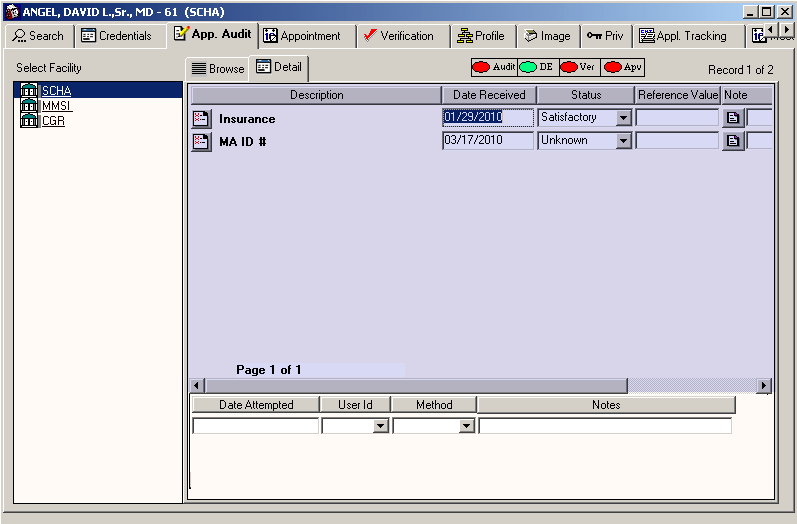 ANGEL, DAVID L.,Sr., MD - 61 (SCHA)
Search Credentials App. Audit Appointment Verification Profile Image Priv Appl. Tracking
Select Facility
Browse Detail Audit DE Ver Apv Record 1 of 2
SCHA
MMSI
CGR
Description Date Received Status Reference Value Note
Insurance 01/29/2010 Satisfactory
MA ID # 03/17/2010 Unknown
Page 1 of 1
Date Attempted User Id Method Notes